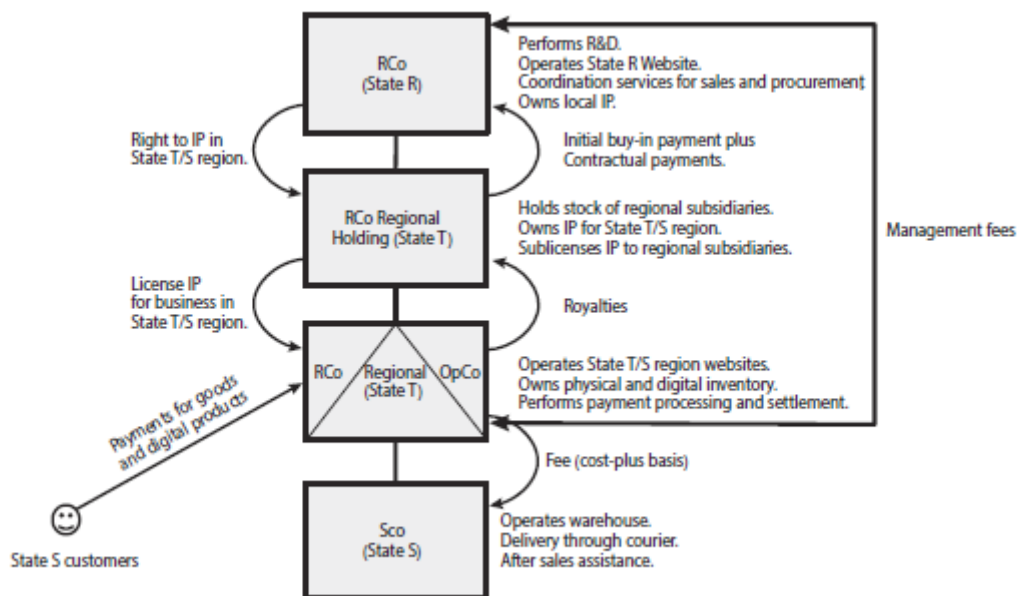 RCo
(State R)
Performs R&D.
Operates State R Website.
Coordination services for sales and procurement,
Owns local IP.
Right to IP in
State T/S region.
Initial buy-in payment plus
Contractual payments.
RCo Regional
Holding (State T)
Holds stock of regional subsidiaries.
Owns IP for State T/S region.
Sublicenses IP to regional subsidiaries.
Management fees
License IP
for business in
State T/S region.
Royalties
RCo Regional OpCo
(State T)
Operates State T/S region websites.
Owns physical and digital inventory.
Performs payment processing and settlement.
Payments for goods
and digital products
Fee (cost-plus basis)
State S customers
Sco
(State S)
Operates warehouse.
Delivery through courier.
After sales assistance.